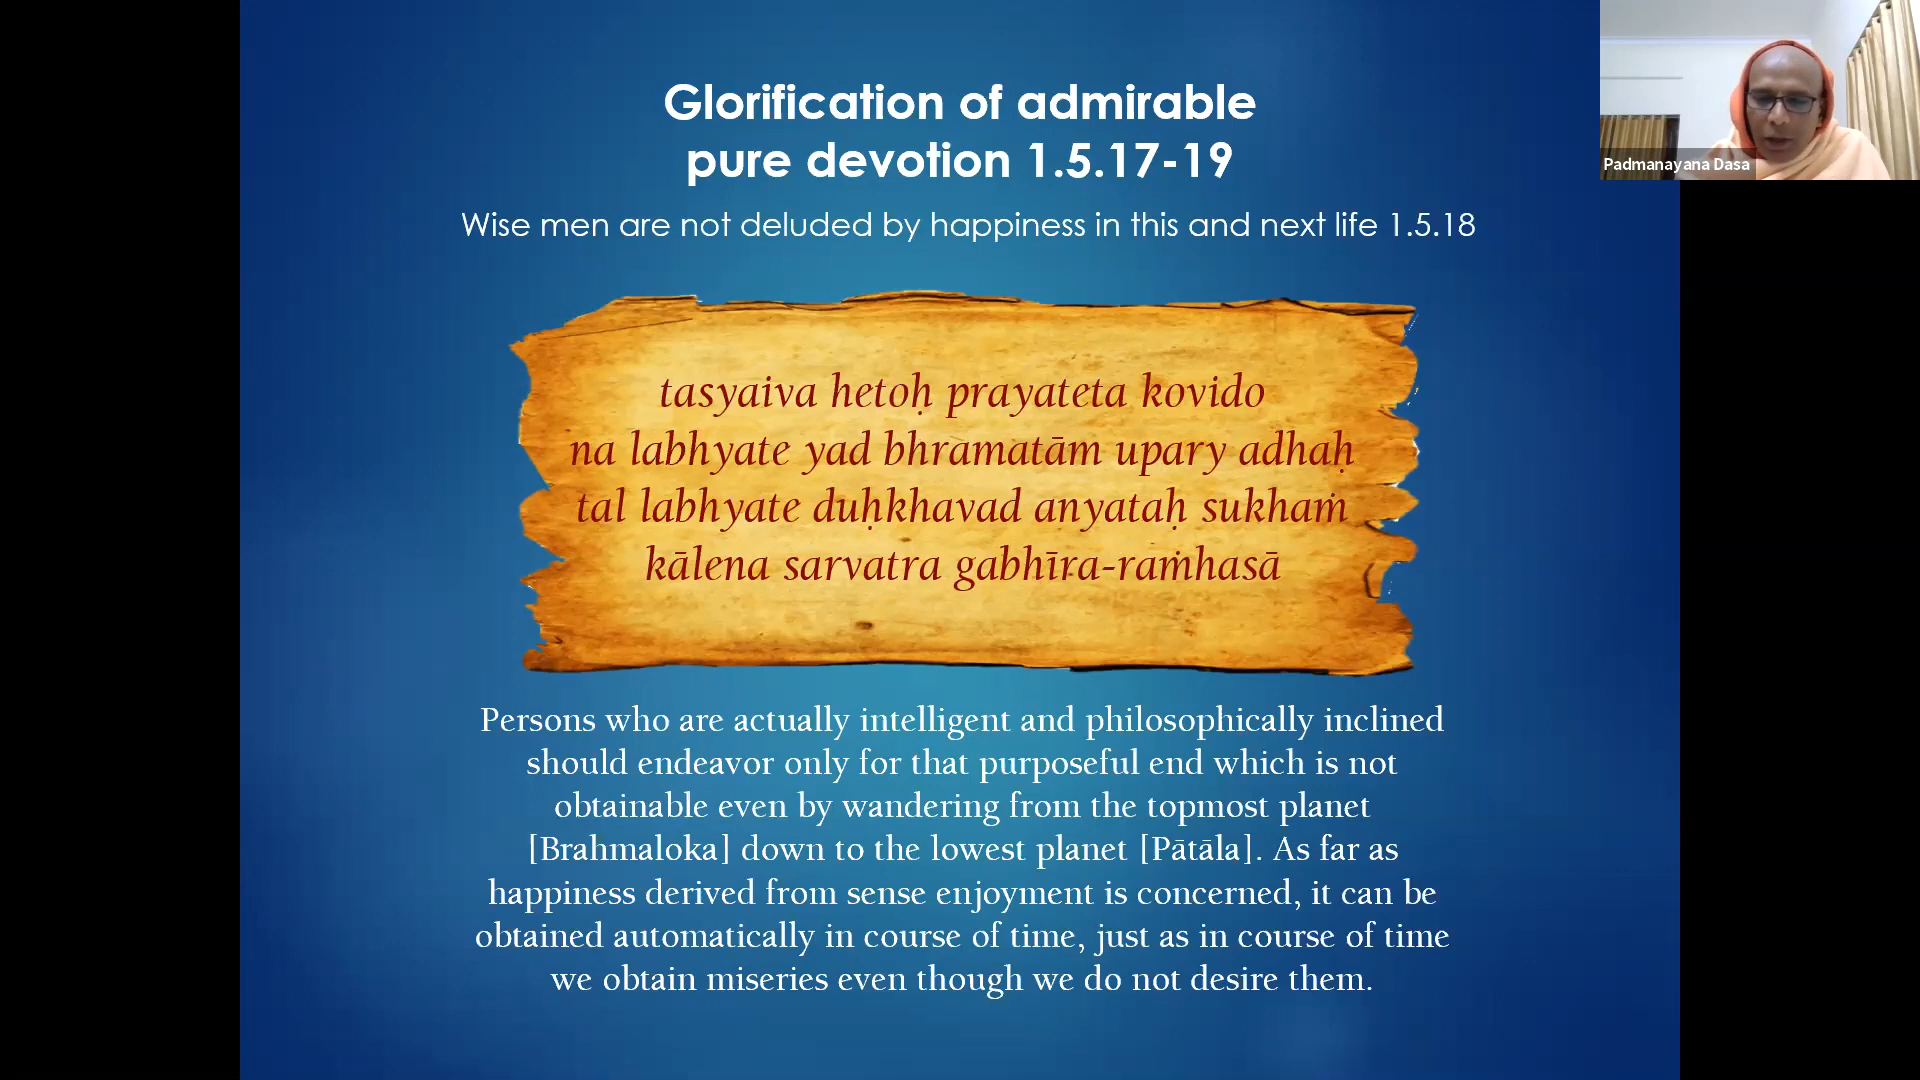 Glorification of admirable
pure devotion 1.5.17-19
Wise men are not deluded by happiness in this and next life 1.5.18
tasyaiva hetoḥ prayateta kovido
na labhyate yad bhramatām upary adhaḥ
tal labhyate duḥkhavad anyataḥ sukhaṁ
kālena sarvatra gabhīra-raṁhasā
Persons who are actually intelligent and philosophically inclined
should endeavor only for that purposeful end which is not
obtainable even by wandering from the topmost planet
[Brahmaloka] down to the lowest planet [Pātāla]. As far as
happiness derived from sense enjoyment is concerned, it can be
obtained automatically in course of time, just as in course of time
we obtain miseries even though we do not desire them.
Padmanayana Dasa